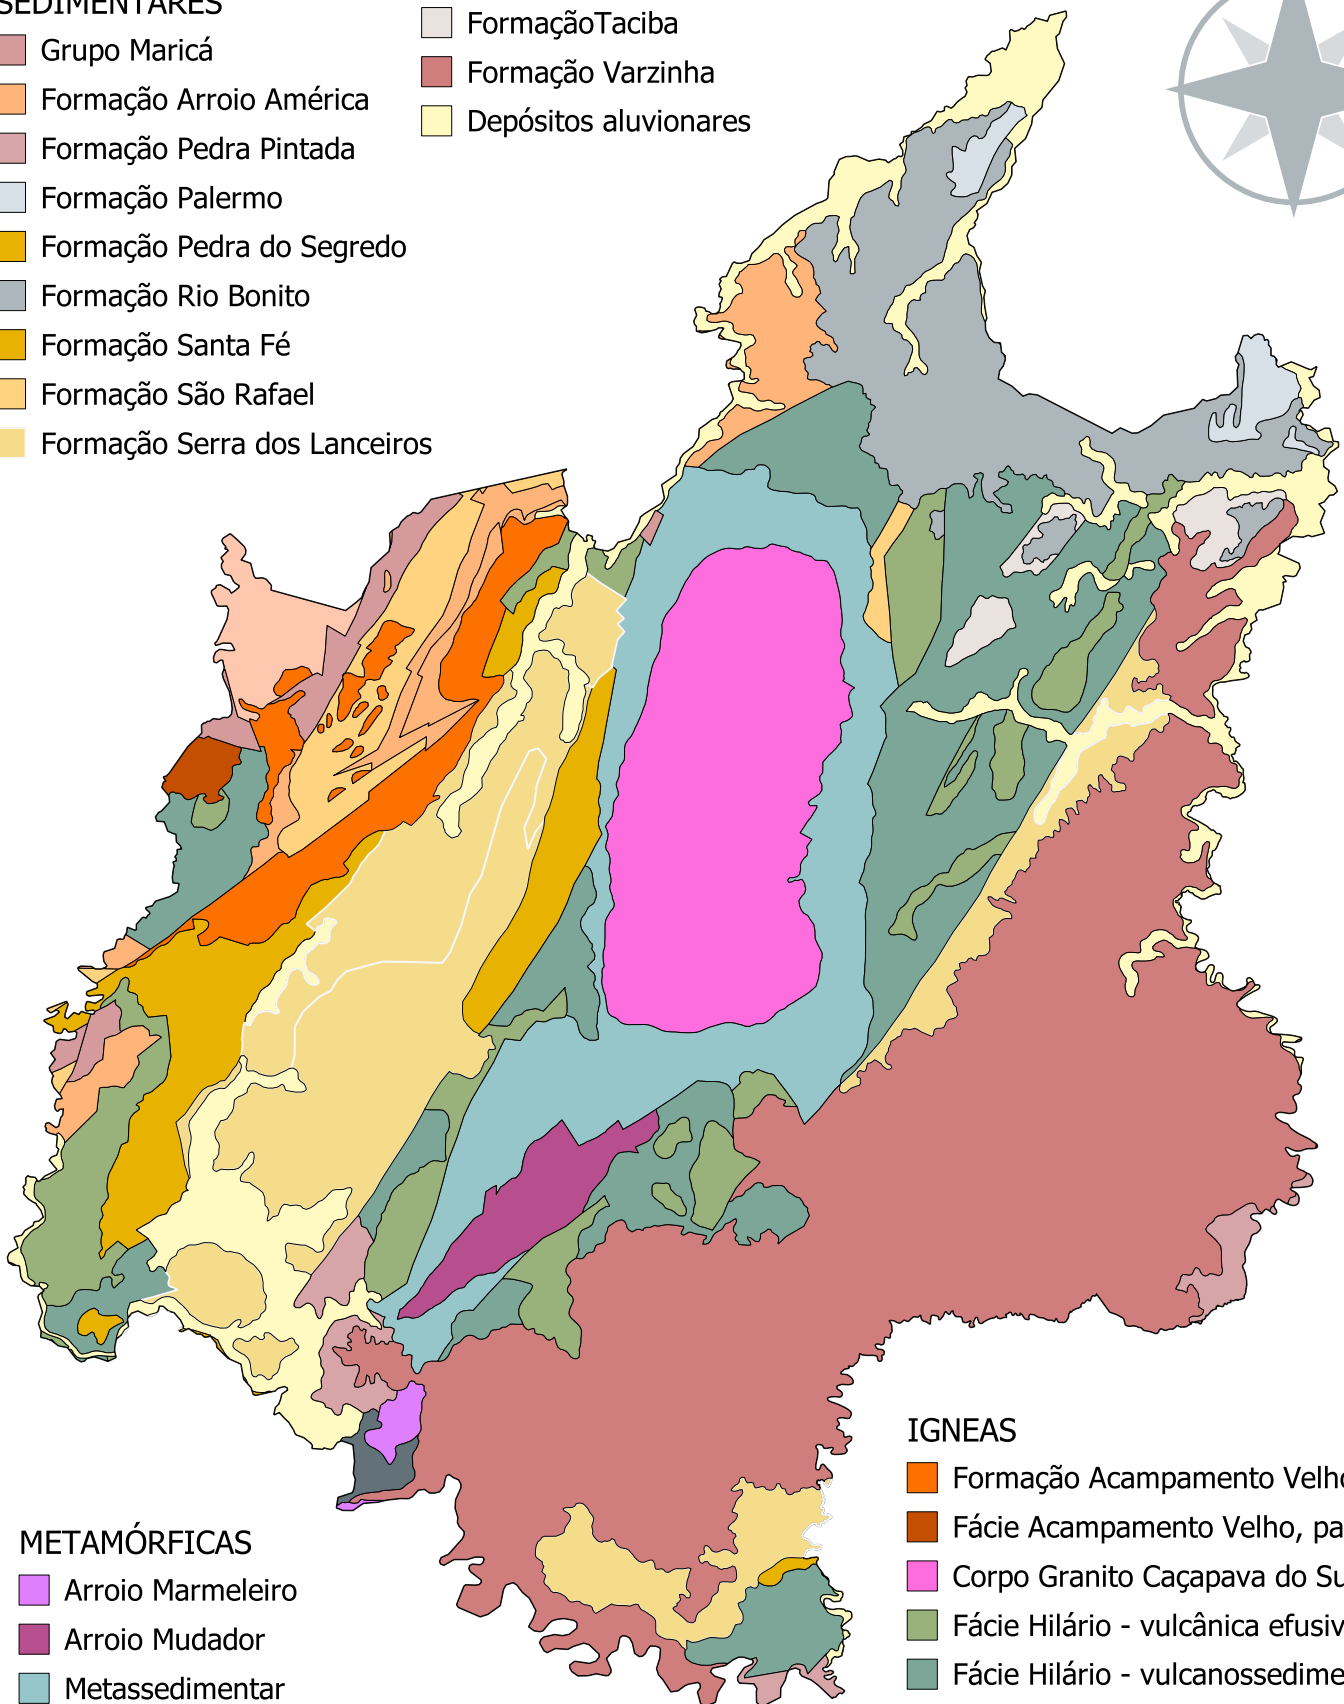 SEDIMENTARES
Grupo Maricá
Formação Arroio América
Formação Pedra Pintada
Formação Palermo
Formação Pedra do Segredo
Formação Rio Bonito
Formação Santa Fé
Formação São Rafael
Formação Serra dos Lanceiros
FormaçãoTaciba
Formação Varzinha
Depósitos aluvionares
METAMÓRFICAS
Arroio Marmeleiro
Arroio Mudador
Metassedimentar
IGNEAS
Formação Acampamento Velho
Fácie Acampamento Velho, pa
Corpo Granito Caçapava do Su
Fácie Hilário - vulcânica efusiv
Fácie Hilário - vulcanossedime